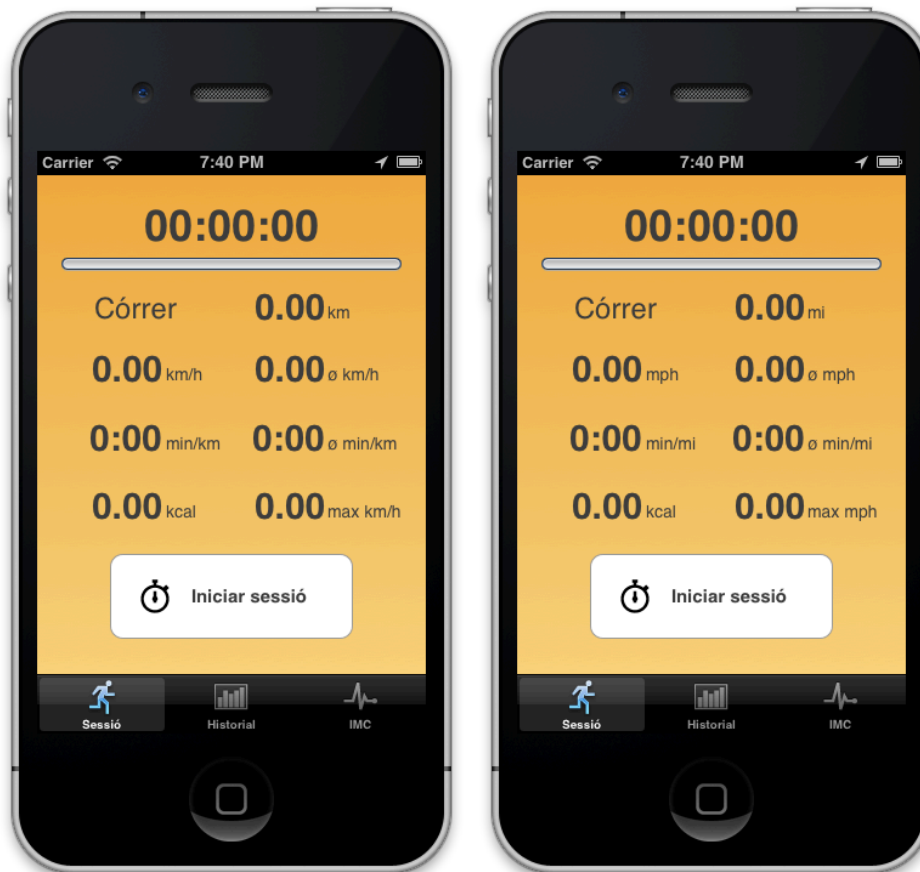 Carrier 7:40 PM
00:00:00
Córrer 0.00 km
0.00 km/h 0.00 ø km/h
0:00 min/km 0:00 ø min/km
0.00 kcal 0.00 max km/h
Iniciar sessió
Sessió Historial IMC
Carrier 7:40 PM
00:00:00
Córrer 0.00 mi
0.00 mph 0.00 ø mph
0:00 min/mi 0:00 ø min/mi
0.00 kcal 0.00 max mph
Iniciar sessió
Sessió Historial IMC